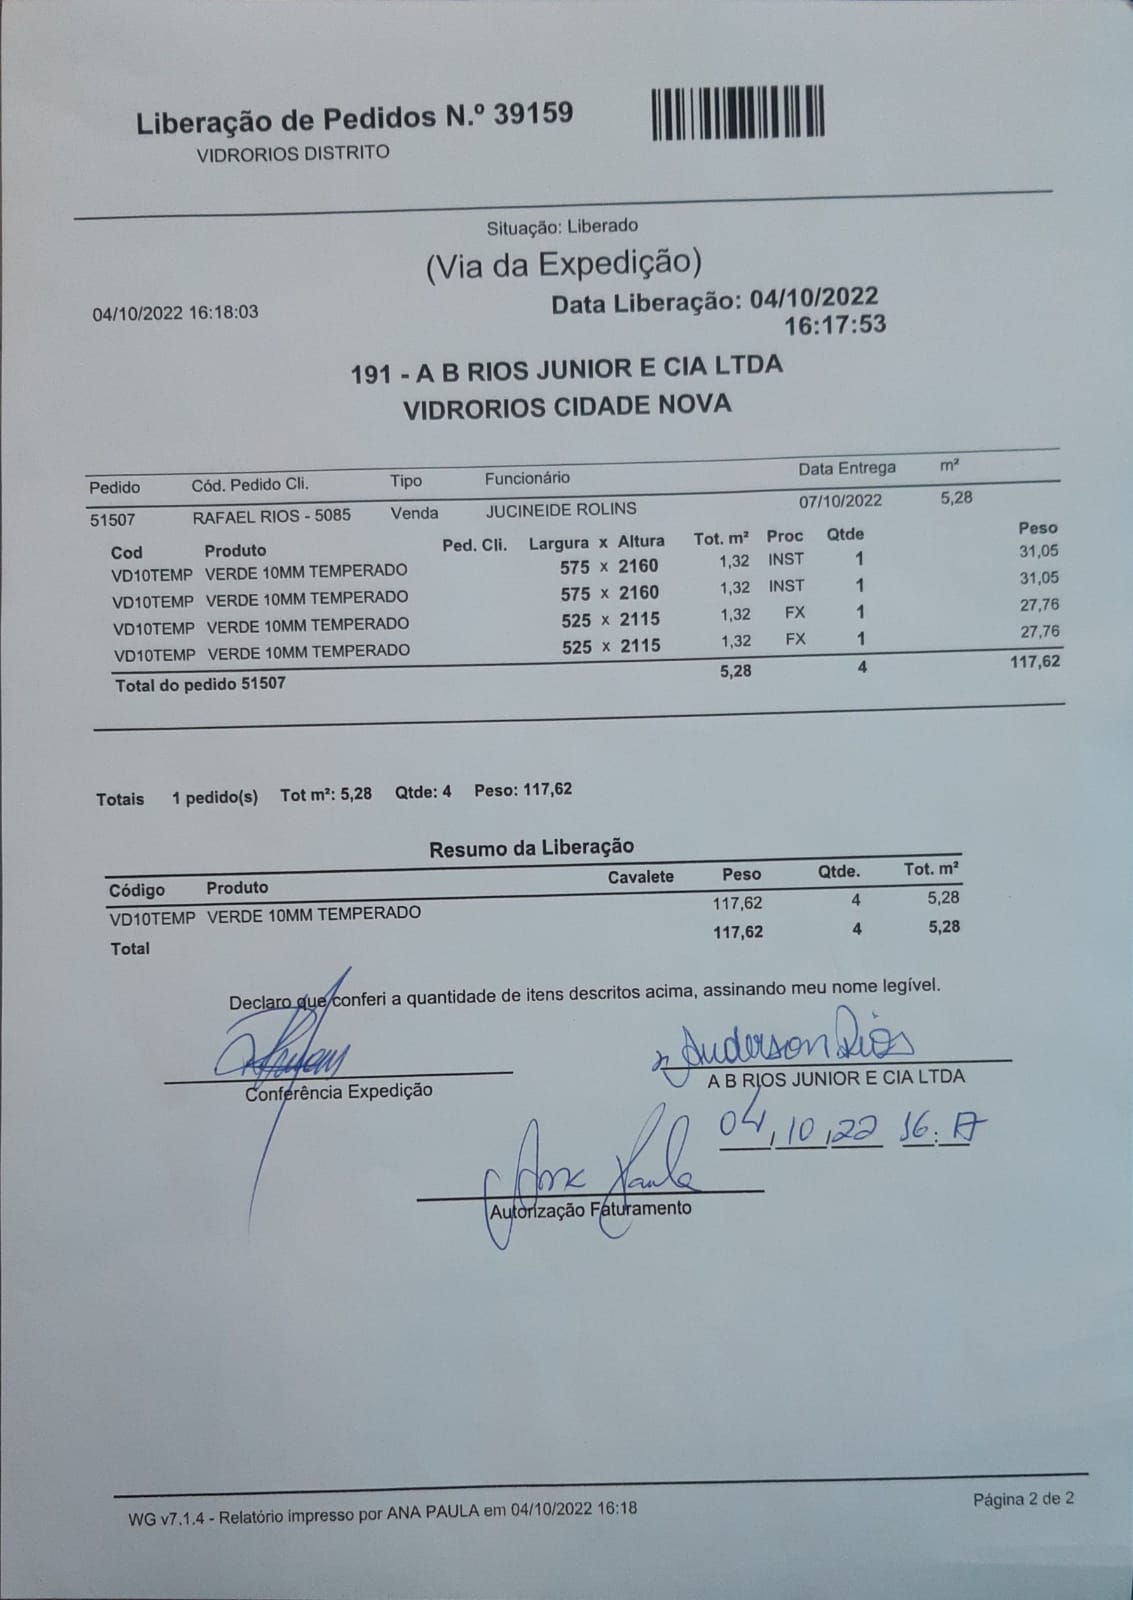 Liberação de Pedidos N.º 39159
VIDRORIOS DISTRITO
Situação: Liberado
(Via da Expedição)
04/10/2022 16:18:03 Data Liberação: 04/10/2022
16:17:53
191 - A B RIOS JUNIOR E CIA LTDA
VIDRORIOS CIDADE NOVA
Pedido Cód. Pedido Cli. Tipo Funcionário Data Entrega m²
51507 RAFAEL RIOS - 5085 Venda JUCINEIDE ROLINS 07/10/2022 5,28
Cod Produto Ped. Cli. Largura x Altura Tot. m² Proc Qtde Peso
VD10TEMP VERDE 10MM TEMPERADO 575 x 2160 1,32 INST 1 31,05
VD10TEMP VERDE 10MM TEMPERADO 575 x 2160 1,32 INST 1 31,05
VD10TEMP VERDE 10MM TEMPERADO 525 x 2115 1,32 FX 1 27,76
VD10TEMP VERDE 10MM TEMPERADO 525 x 2115 1,32 FX 1 27,76
Total do pedido 51507 5,28 4 117,62
Totais 1 pedido(s) Tot m²: 5,28 Qtde: 4 Peso: 117,62
Resumo da Liberação
Código Produto Cavalete Peso Qtde. Tot. m²
VD10TEMP VERDE 10MM TEMPERADO 117,62 4 5,28
Total 117,62 4 5,28
Declaro que conferi a quantidade de itens descritos acima, assinando meu nome legível.
Anderson Rios
Conferência Expedição A B RIOS JUNIOR E CIA LTDA
04,10,22 16:17
Ana Paula
Autorização Faturamento
WG v7.1.4 - Relatório impresso por ANA PAULA em 04/10/2022 16:18 Página 2 de 2